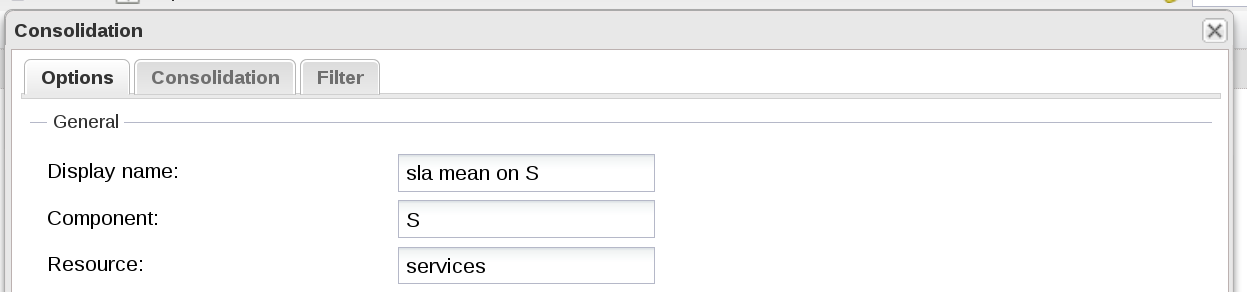 Consolidation
Options Consolidation Filter
General
Display name: sla mean on S
Component: S
Resource: services